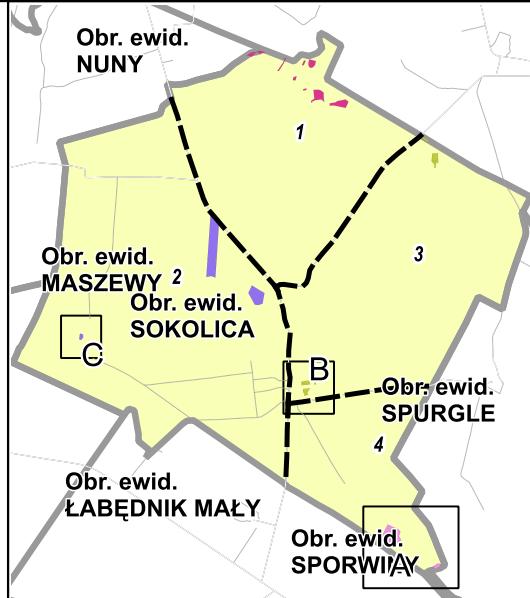 Obr. ewid.
NUNY
1
3
Obr. ewid.
MASZEWY
2
Obr. ewid.
SOKOLICA
C
B
Obr. ewid.
SPURGLE
4
Obr. ewid.
ŁABĘDNIK MAŁY
Obr. ewid.
A